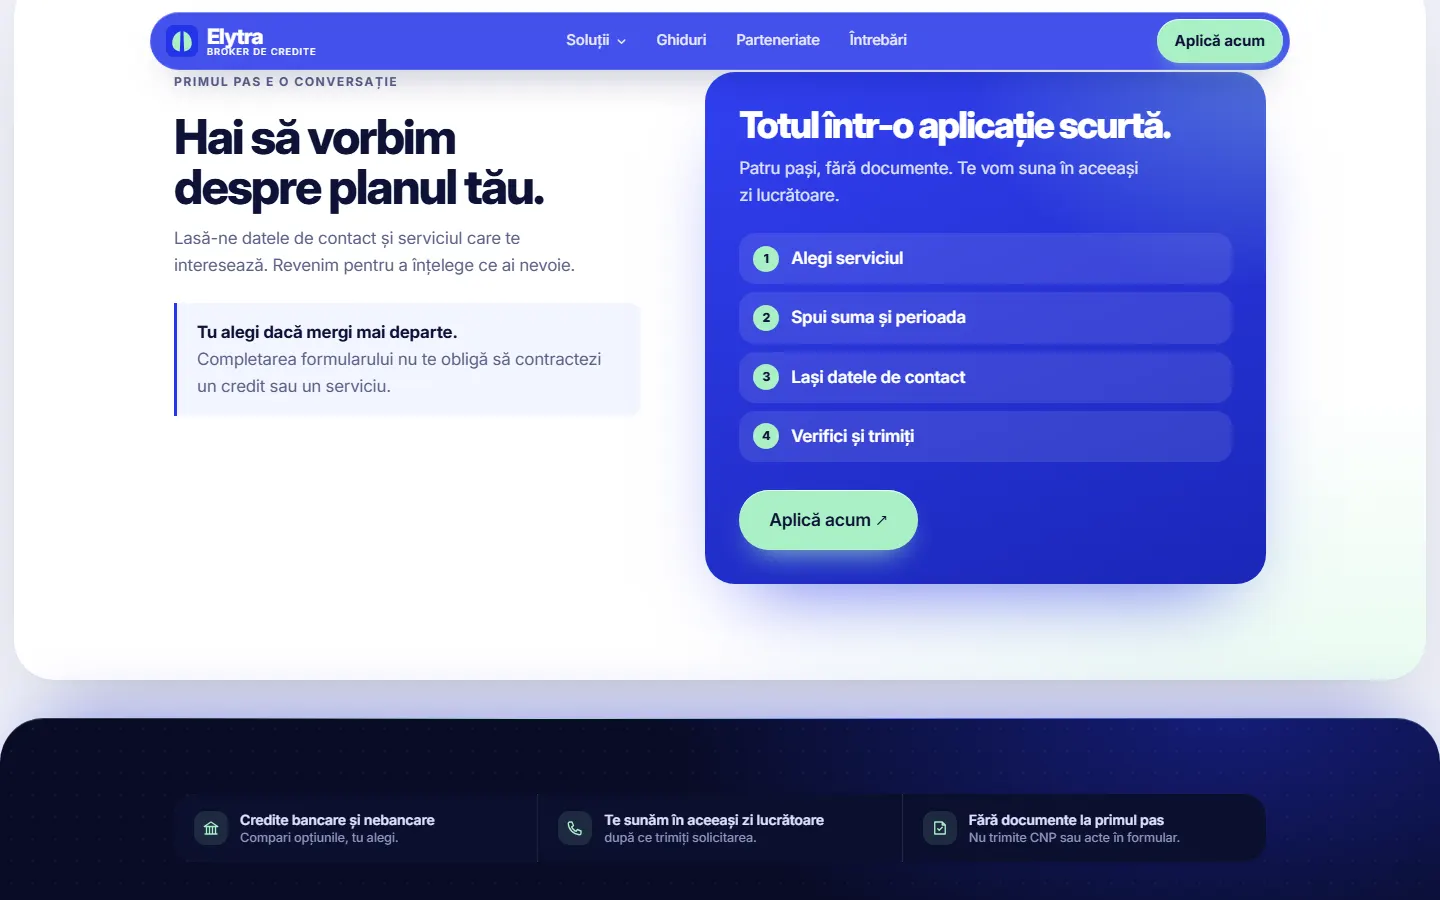 Elytra
BROKER DE CREDITE
Soluții
Ghiduri
Parteneriate
Întrebări
Aplică acum
PRIMUL PAS E O CONVERSAȚIE
Hai să vorbim
despre planul tău.
Lasă-ne datele de contact și serviciul care te
interesează. Revenim pentru a înțelege ce ai nevoie.
Tu alegi dacă mergi mai departe.
Completarea formularului nu te obligă să contractezi
un credit sau un serviciu.
Totul într-o aplicație scurtă.
Patru pași, fără documente. Te vom suna în aceeași
zi lucrătoare.
1 Alegi serviciul
2 Spui suma și perioada
3 Lași datele de contact
4 Verifici și trimiți
Aplică acum ↗
Credite bancare și nebancare
Compari opțiunile, tu alegi.
Te sunăm în aceeași zi lucrătoare
după ce trimiți solicitarea.
Fără documente la primul pas
Nu trimite CNP sau acte în formular.